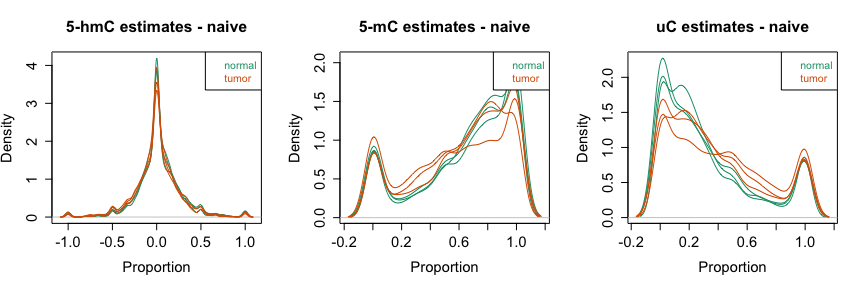 5-hmC estimates - naive
normal
tumor
Density
0
1
2
3
4
-1.0
-0.5
0.0
0.5
1.0
Proportion
5-mC estimates - naive
normal
tumor
Density
0.0
0.5
1.0
1.5
2.0
-0.2
0.2
0.6
1.0
Proportion
uC estimates - naive
normal
tumor
Density
0.0
0.5
1.0
1.5
2.0
-0.2
0.2
0.6
1.0
Proportion